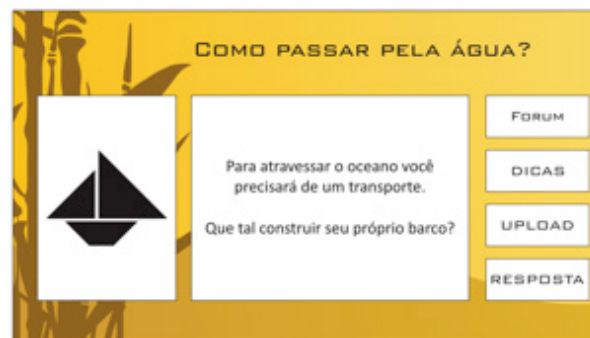 COMO PASSAR PELA ÁGUA?
Para atravessar o oceano você
precisará de um transporte.
Que tal construir seu próprio barco?
FORUM
DICAS
UPLOAD
RESPOSTA